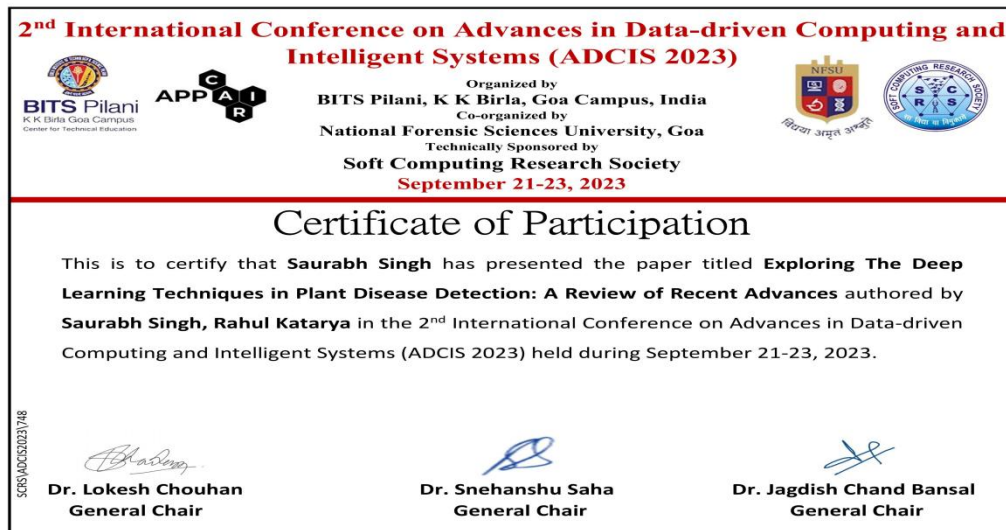 2nd International Conference on Advances in Data-driven Computing and
Intelligent Systems (ADCIS 2023)
BITS Pilani
K K Birla Goa Campus
Center for Technical Education
APP
CAIR
Organized by
BITS Pilani, K K Birla, Goa Campus, India
Co-organized by
National Forensic Sciences University, Goa
Technically Sponsored by
Soft Computing Research Society
September 21-23, 2023
NFSU
विद्यया अमृतं अश्नुते
SOFT COMPUTING RESEARCH SOCIETY
S C
R S
सा विद्या या विमुक्तये
Certificate of Participation
This is to certify that Saurabh Singh has presented the paper titled Exploring The Deep
Learning Techniques in Plant Disease Detection: A Review of Recent Advances authored by
Saurabh Singh, Rahul Katarya in the 2nd International Conference on Advances in Data-driven
Computing and Intelligent Systems (ADCIS 2023) held during September 21-23, 2023.
SCRS\ADCIS2023\748
Dr. Lokesh Chouhan
General Chair
Dr. Snehanshu Saha
General Chair
Dr. Jagdish Chand Bansal
General Chair